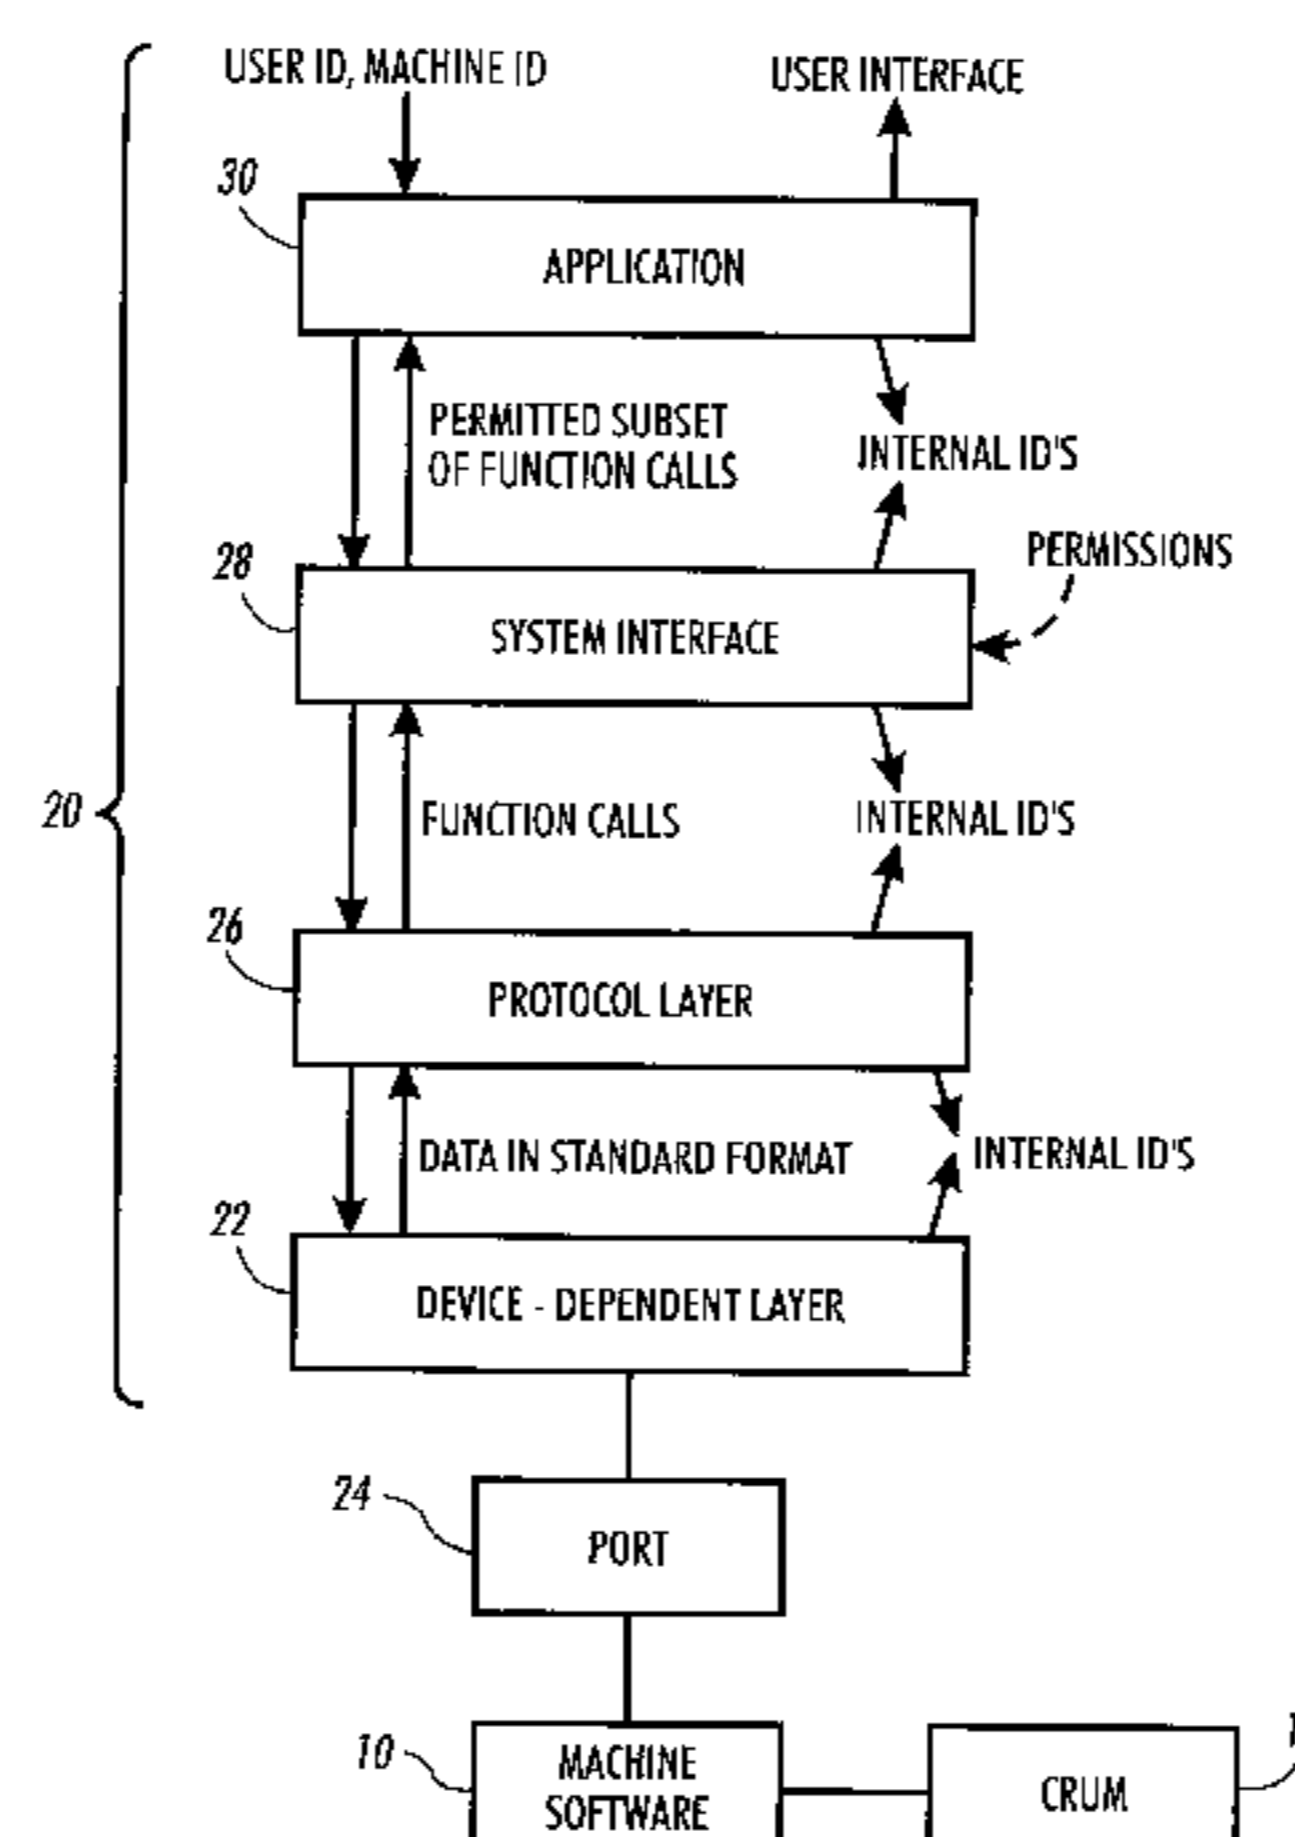 USER ID, MACHINE ID
USER INTERFACE
30
APPLICATION
PERMITTED SUBSET
OF FUNCTION CALLS
INTERNAL ID'S
PERMISSIONS
28
SYSTEM INTERFACE
20
FUNCTION CALLS
INTERNAL ID'S
26
PROTOCOL LAYER
DATA IN STANDARD FORMAT
INTERNAL ID'S
22
DEVICE - DEPENDENT LAYER
24
PORT
10
MACHINE
SOFTWARE
CRUM